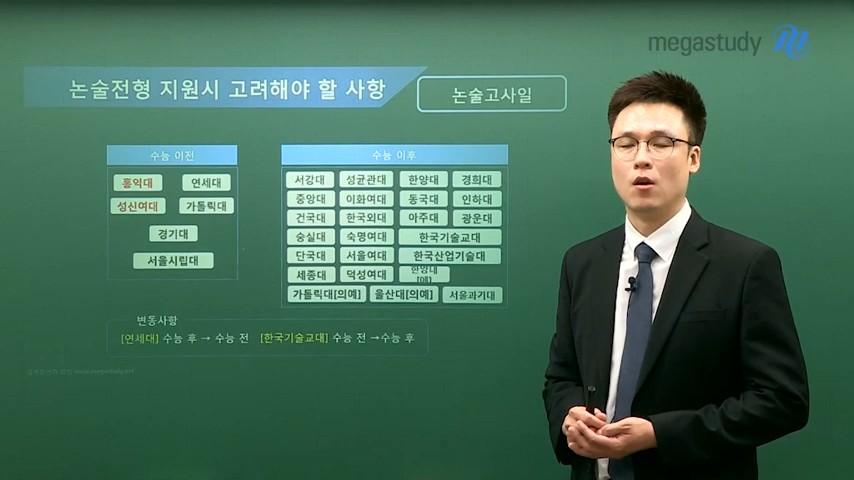 megastudy
논술전형 지원시 고려해야 할 사항
논술고사일
수능 이전
홍익대 연세대
성신여대 가톨릭대
경기대
서울시립대
수능 이후
서강대 성균관대 한양대 경희대
중앙대 이화여대 동국대 인하대
건국대 한국외대 아주대 광운대
숭실대 숙명여대 한국기술교대
단국대 서울여대 한국산업기술대
세종대 덕성여대 한양대 [에]
가톨릭대[의예] 울산대[의예] 서울과기대
변동사항
[연세대] 수능 후 → 수능 전 [한국기술교대] 수능 전 →수능 후
www.megastudy.net